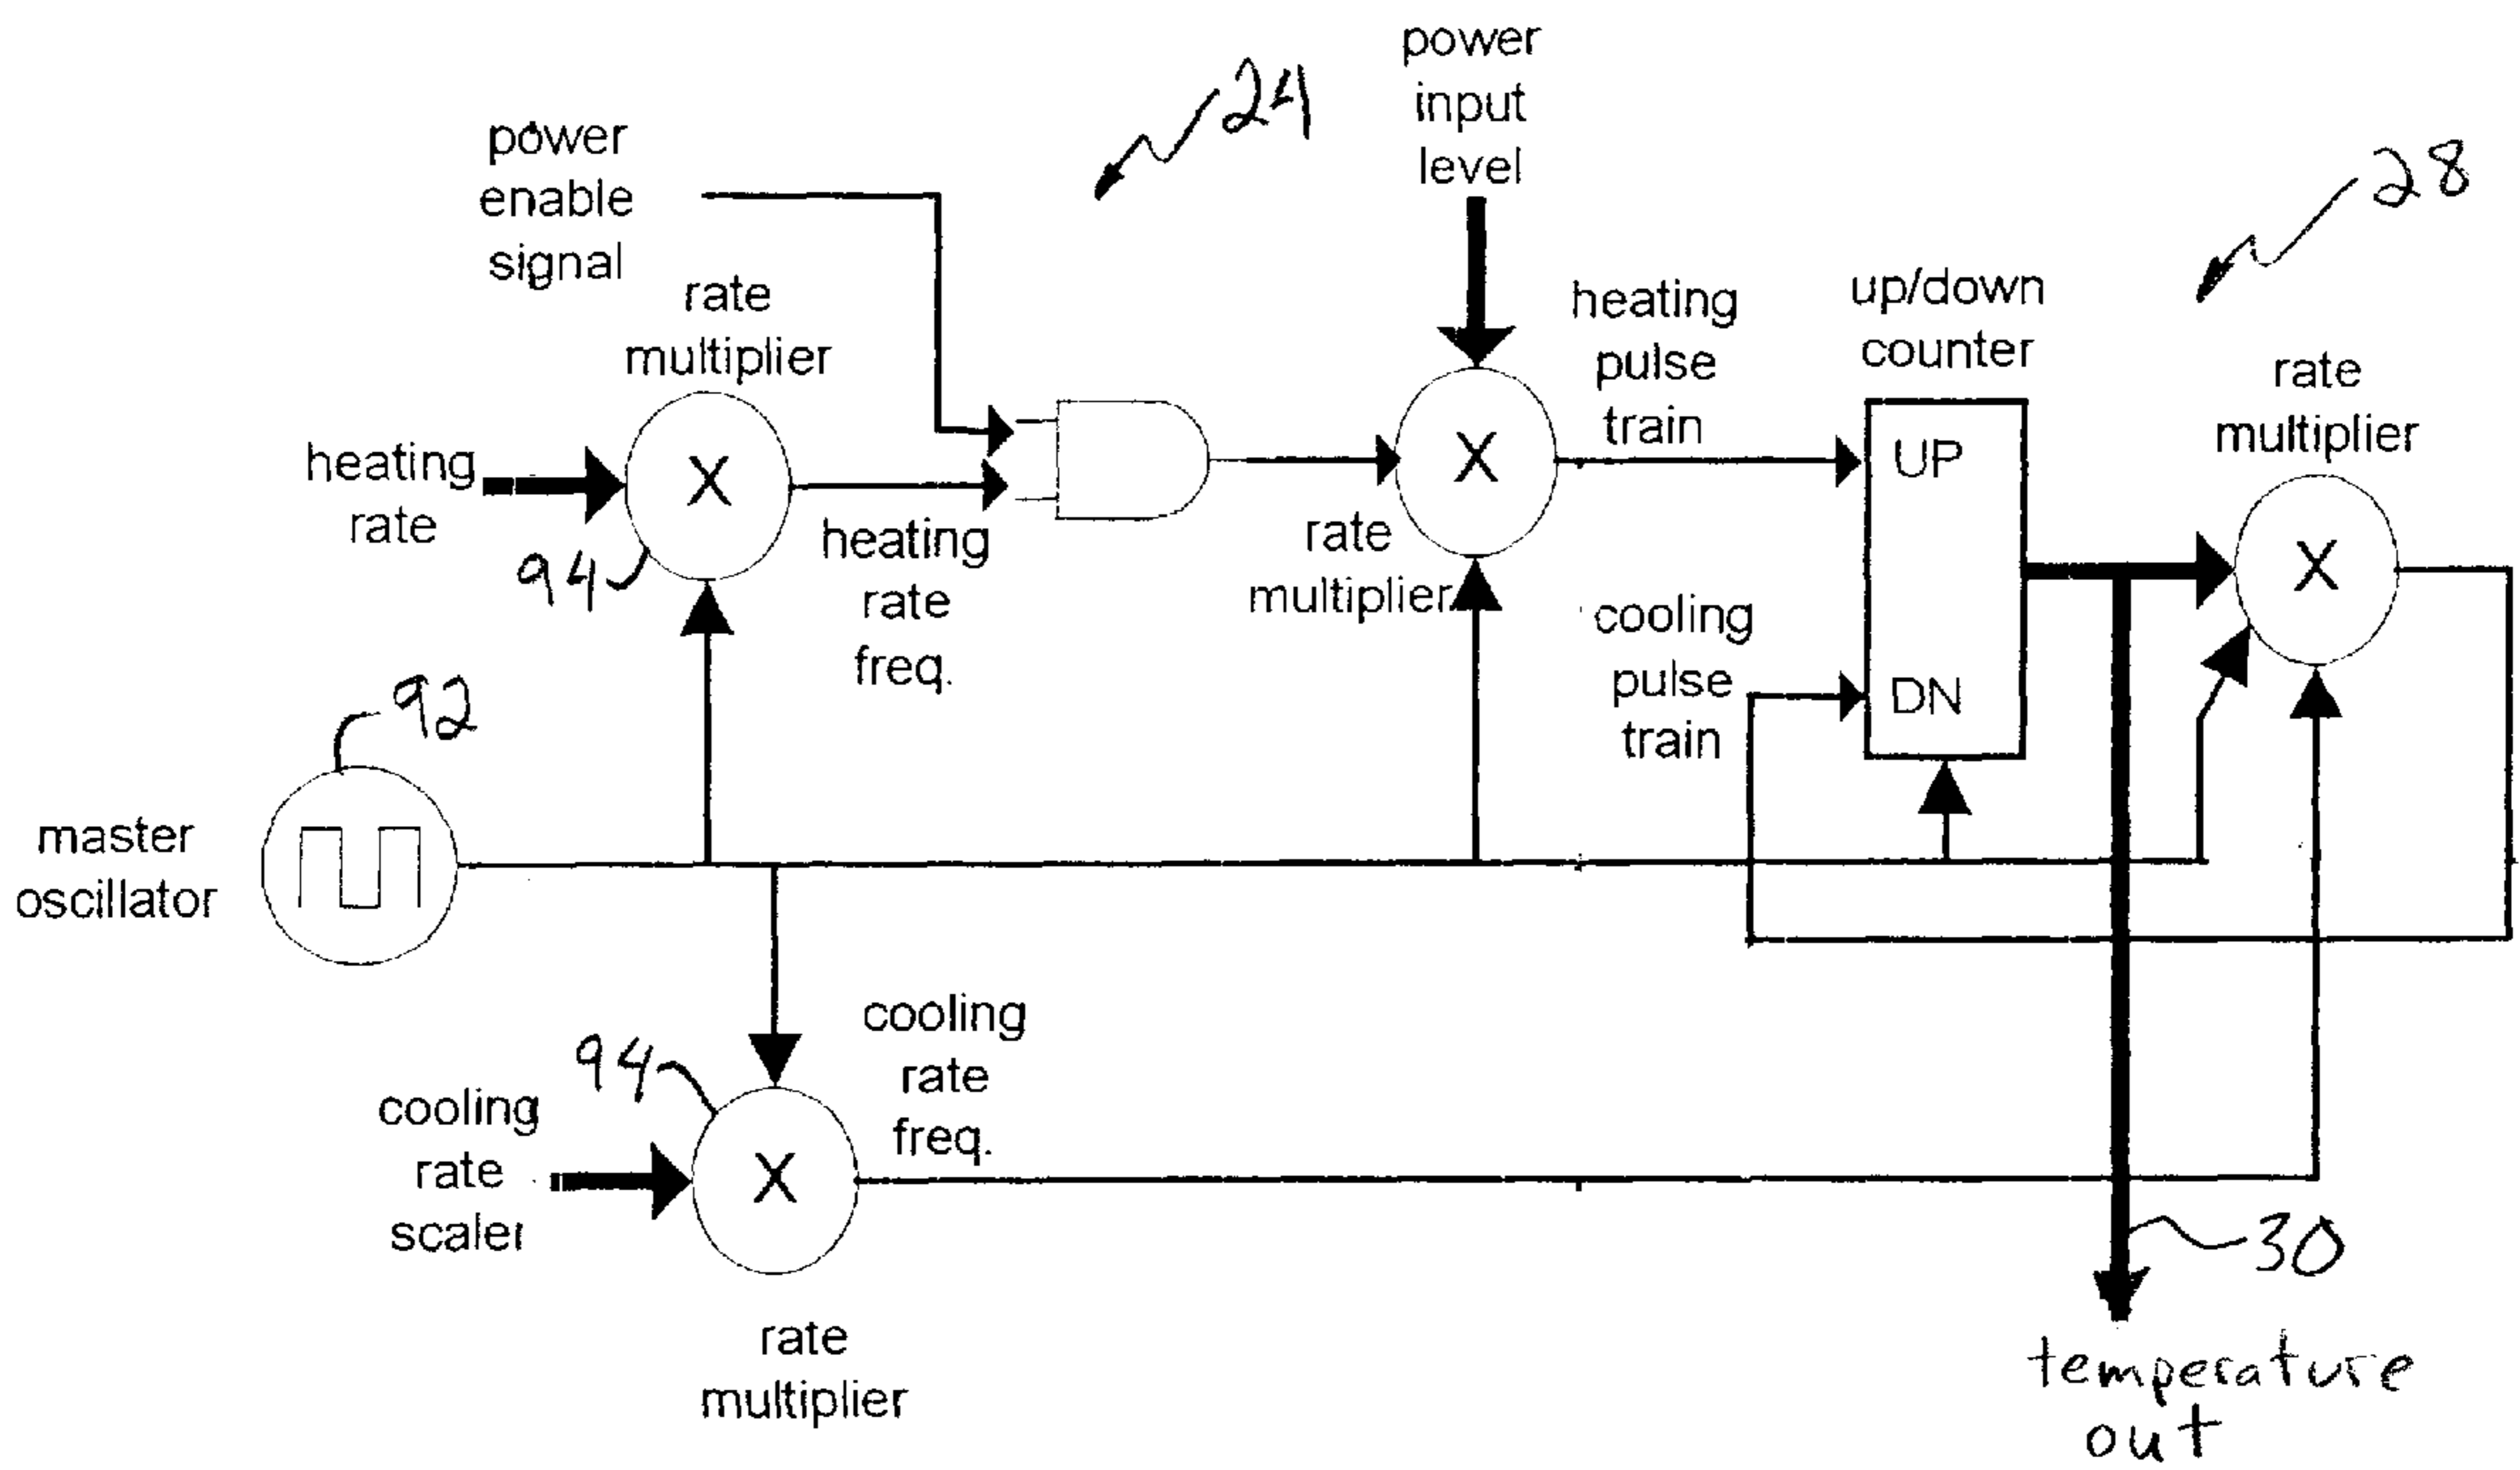 power
input
level
24
power
enable
signal
28
rate
multiplier
heating
pulse
train
up/down
counter
rate
multiplier
heating
rate
X
94
heating
rate
freq.
X
rate
multiplier
UP
DN
X
cooling
pulse
train
92
master
oscillator
cooling
rate
freq.
94
cooling
rate
scaler
X
30
rate
multiplier
temperature
out